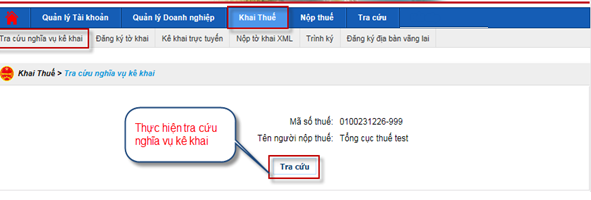 Quản lý Tài khoản Quản lý Doanh nghiệp Khai Thuế Nộp thuế Tra cứu
Tra cứu nghĩa vụ kê khai Đăng ký tờ khai Kê khai trực tuyến Nộp tờ khai XML Trình ký Đăng ký địa bàn vãng lai
Khai Thuế > Tra cứu nghĩa vụ kê khai
Mã số thuế: 0100231226-999
Tên người nộp thuế: Tổng cục thuế test
Thực hiện tra cứu
nghĩa vụ kê khai
Tra cứu